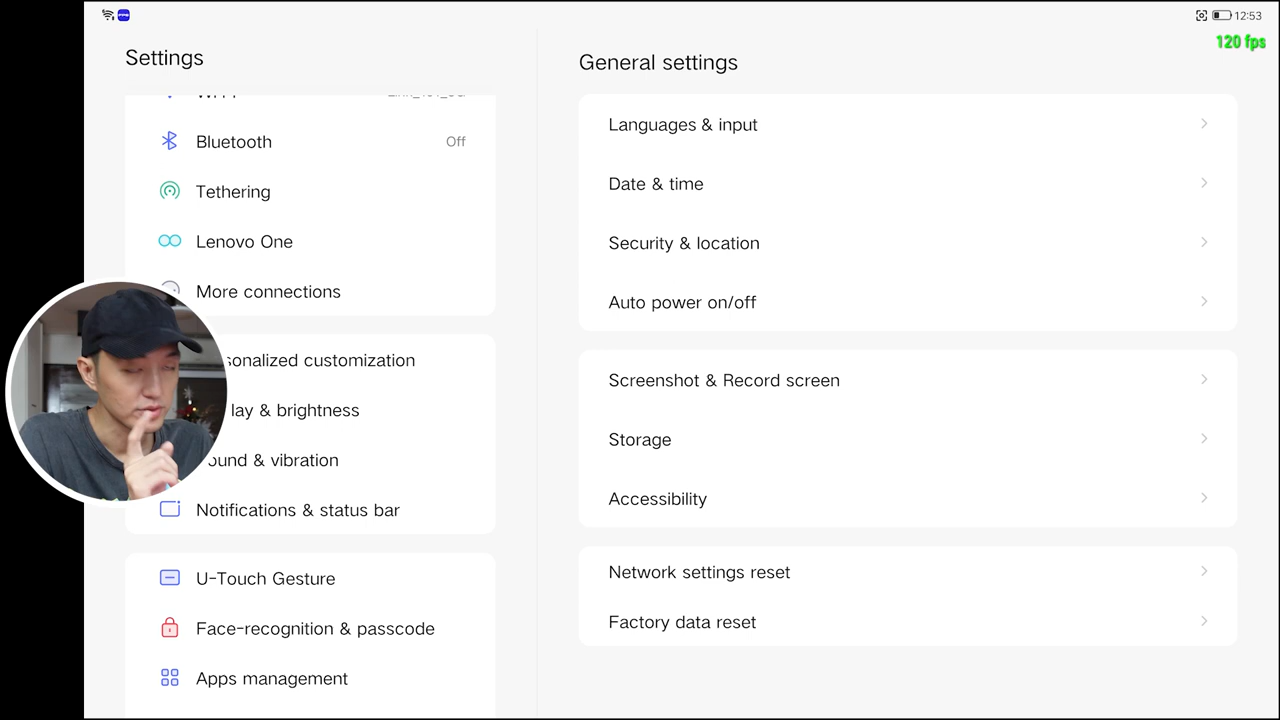 12:53
120 fps
Settings
General settings
Bluetooth
Off
Tethering
Lenovo One
More connections
sonalized customization
lay & brightness
ound & vibration
Notifications & status bar
U-Touch Gesture
Face-recognition & passcode
Apps management
Languages & input
Date & time
Security & location
Auto power on/off
Screenshot & Record screen
Storage
Accessibility
Network settings reset
Factory data reset